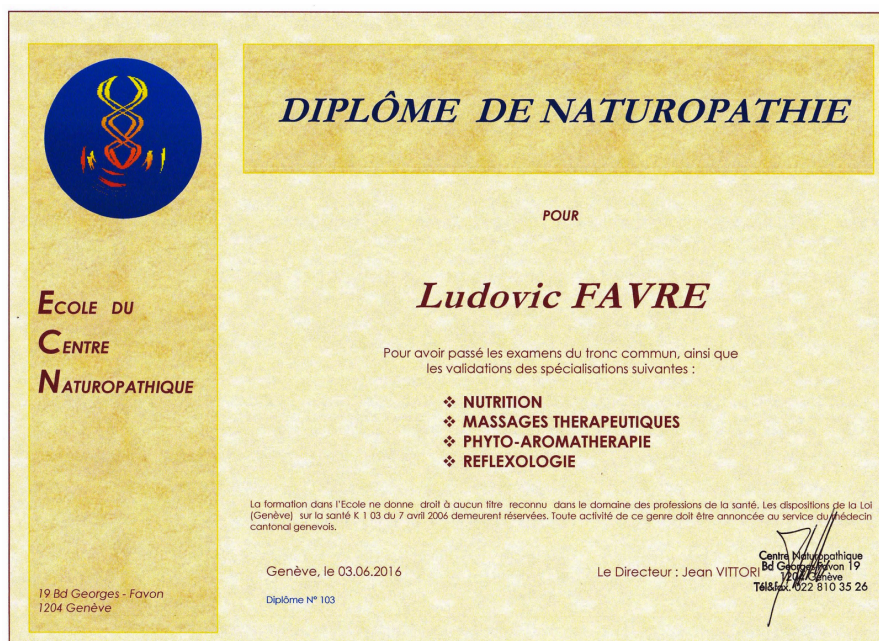 DIPLÔME DE NATUROPATHIE
POUR
Ludovic FAVRE
ECOLE DU
CENTRE
NATUROPATHIQUE
Pour avoir passé les examens du tronc commun, ainsi que
les validations des spécialisations suivantes :
❖ NUTRITION
❖ MASSAGES THERAPEUTIQUES
❖ PHYTO-AROMATHERAPIE
❖ REFLEXOLOGIE
La formation dans l'Ecole ne donne droit à aucun titre reconnu dans le domaine des professions de la santé. Les dispositions de la Loi
(Genève) sur la santé K 1 03 du 7 avril 2006 demeurent réservées. Toute activité de ce genre doit être annoncée au service du médecin
cantonal genevois.
Genève, le 03.06.2016
Le Directeur : Jean VITTORI
Centre Naturopathique
Bd Georges Favon 19
1204 Genève
Tél&fax. 022 810 35 26
Diplôme N° 103
19 Bd Georges - Favon
1204 Genève